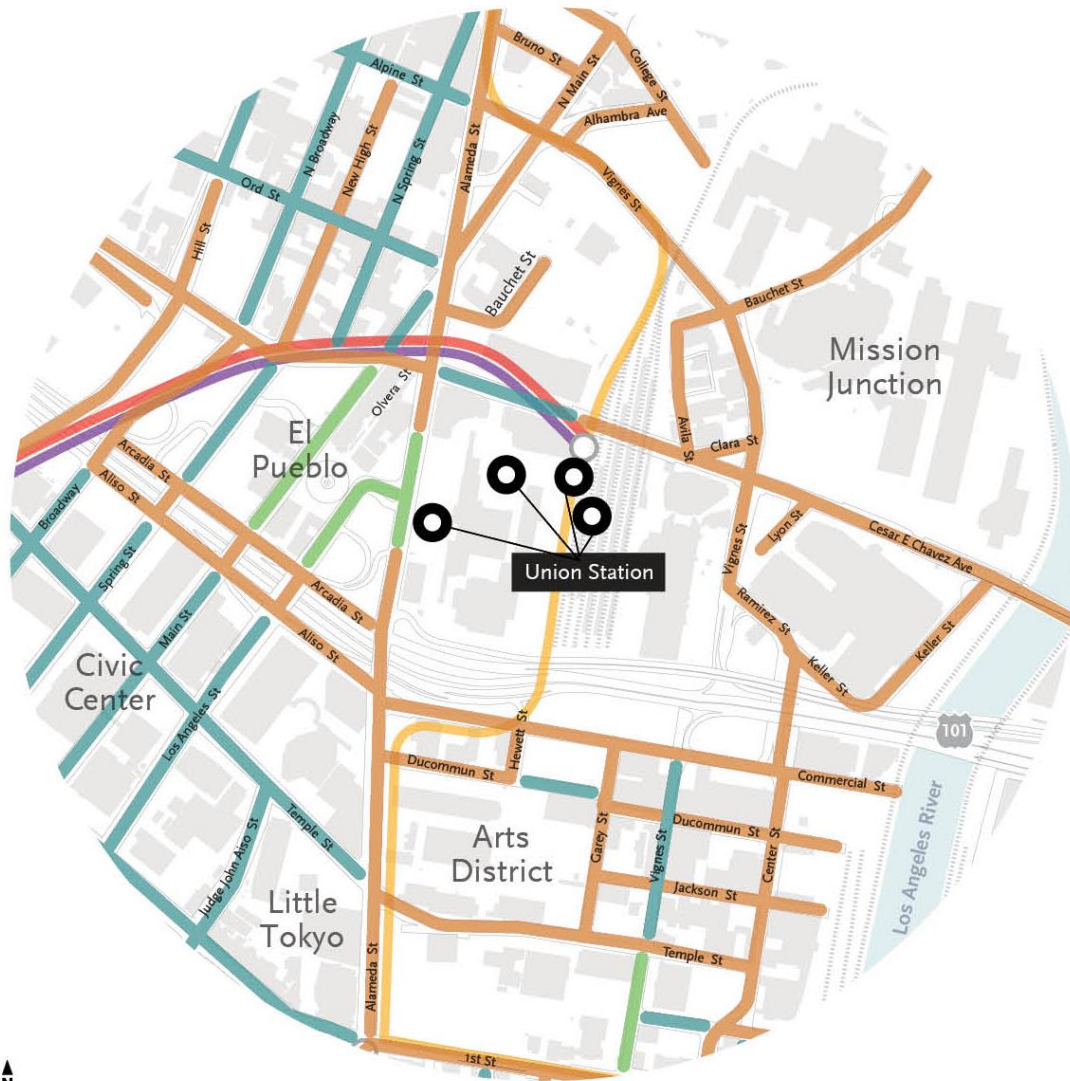 Bruno St
N Main St
College St
Alpine St
Alhambra Ave
N Broadway
New High St
N Spring St
Alameda St
Vignes St
Ord St
Hill St
Bauchet St
Bauchet St
Mission
Junction
Olvera St
El
Pueblo
Avila St
Clara St
Arcadia St
Aliso St
Broadway
Spring St
Main St
Los Angeles St
Arcadia St
Aliso St
Union Station
Vignes St
Lyon St
Cesar E Chavez Ave
Ramirez St
Keller St
Keller St
Civic
Center
101
Hewett St
Ducommun St
Commercial St
Los Angeles River
Temple St
Judge John Aiso St
Arts
District
Garey St
Vignes St
Ducommun St
Center St
Jackson St
Little
Tokyo
Temple St
Alameda St
1st St
N